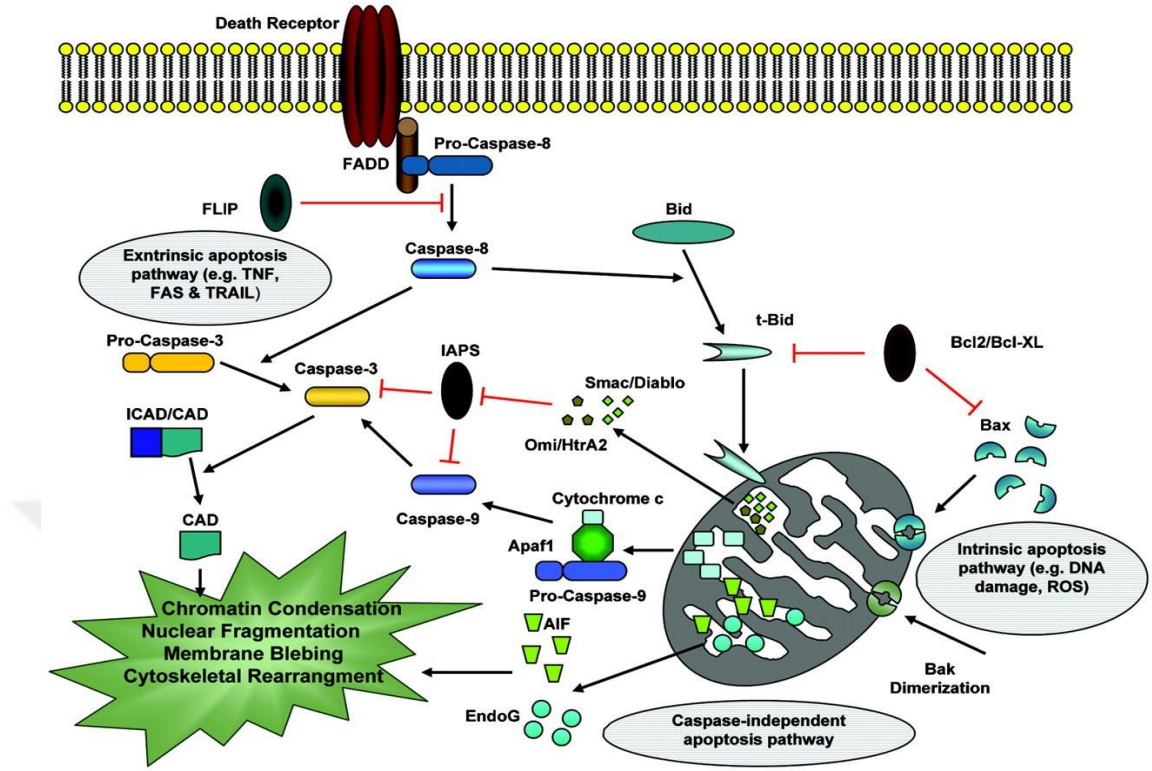 Death Receptor
Pro-Caspase-8
FADD
FLIP
Bid
Exntrinsic apoptosis
pathway (e.g. TNF,
FAS & TRAIL)
Caspase-8
t-Bid
Bcl2/Bcl-XL
Pro-Caspase-3
IAPS
Caspase-3
Smac/Diablo
Omi/HtrA2
Bax
ICAD/CAD
Caspase-9
Cytochrome c
Apaf1
Pro-Caspase-9
CAD
Intrinsic apoptosis
pathway (e.g. DNA
damage, ROS)
Chromatin Condensation
Nuclear Fragmentation
Membrane Blebing
Cytoskeletal Rearrangment
AIF
EndoG
Bak
Dimerization
Caspase-independent
apoptosis pathway